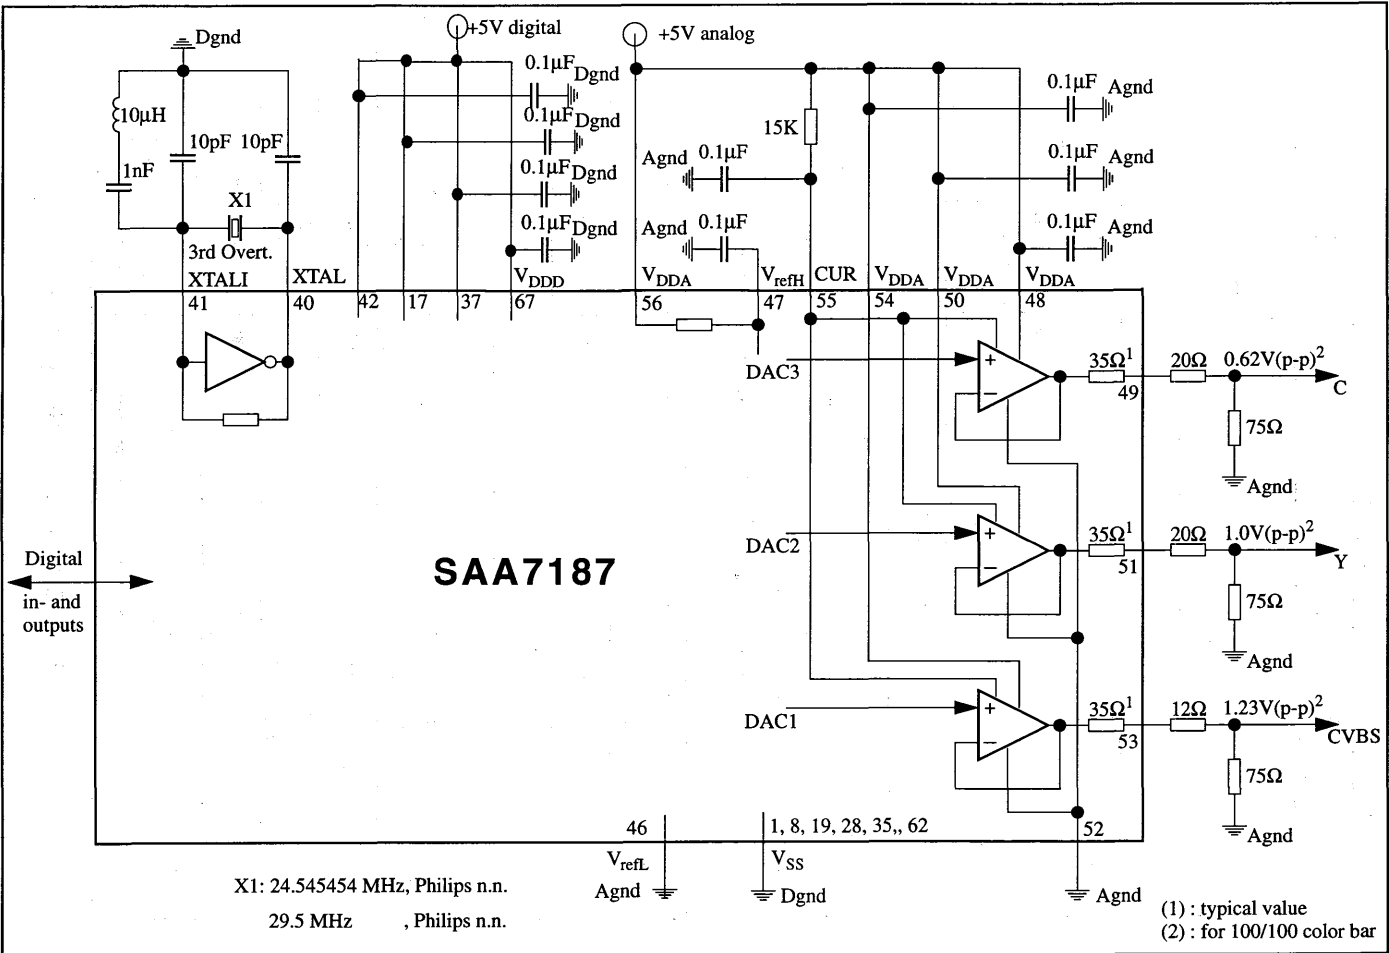 Dgnd
+5V digital
+5V analog
0.1µF Dgnd
0.1µF Agnd
10µH
10pF 10pF
0.1µF Dgnd
15K
1nF
Agnd 0.1µF
0.1µF Agnd
0.1µF Dgnd
X1
3rd Overt.
0.1µF Dgnd
Agnd 0.1µF
0.1µF Agnd
XTALI XTAL VDDD VDDA VrefH CUR VDDA VDDA VDDA
41 40 42 17 37 67 56 47 55 54 50 48
DAC3
+
−
35Ω1
49
20Ω
0.62V(p-p)2
C
75Ω
Agnd
DAC2
+
−
35Ω1
51
20Ω
1.0V(p-p)2
Y
75Ω
Agnd
Digital
in- and
outputs
SAA7187
DAC1
+
−
35Ω1
53
12Ω
1.23V(p-p)2
CVBS
75Ω
Agnd
46 1, 8, 19, 28, 35,, 62 52
VrefL VSS
Agnd Dgnd Agnd
X1: 24.545454 MHz, Philips n.n.
29.5 MHz , Philips n.n.
(1) : typical value
(2) : for 100/100 color bar